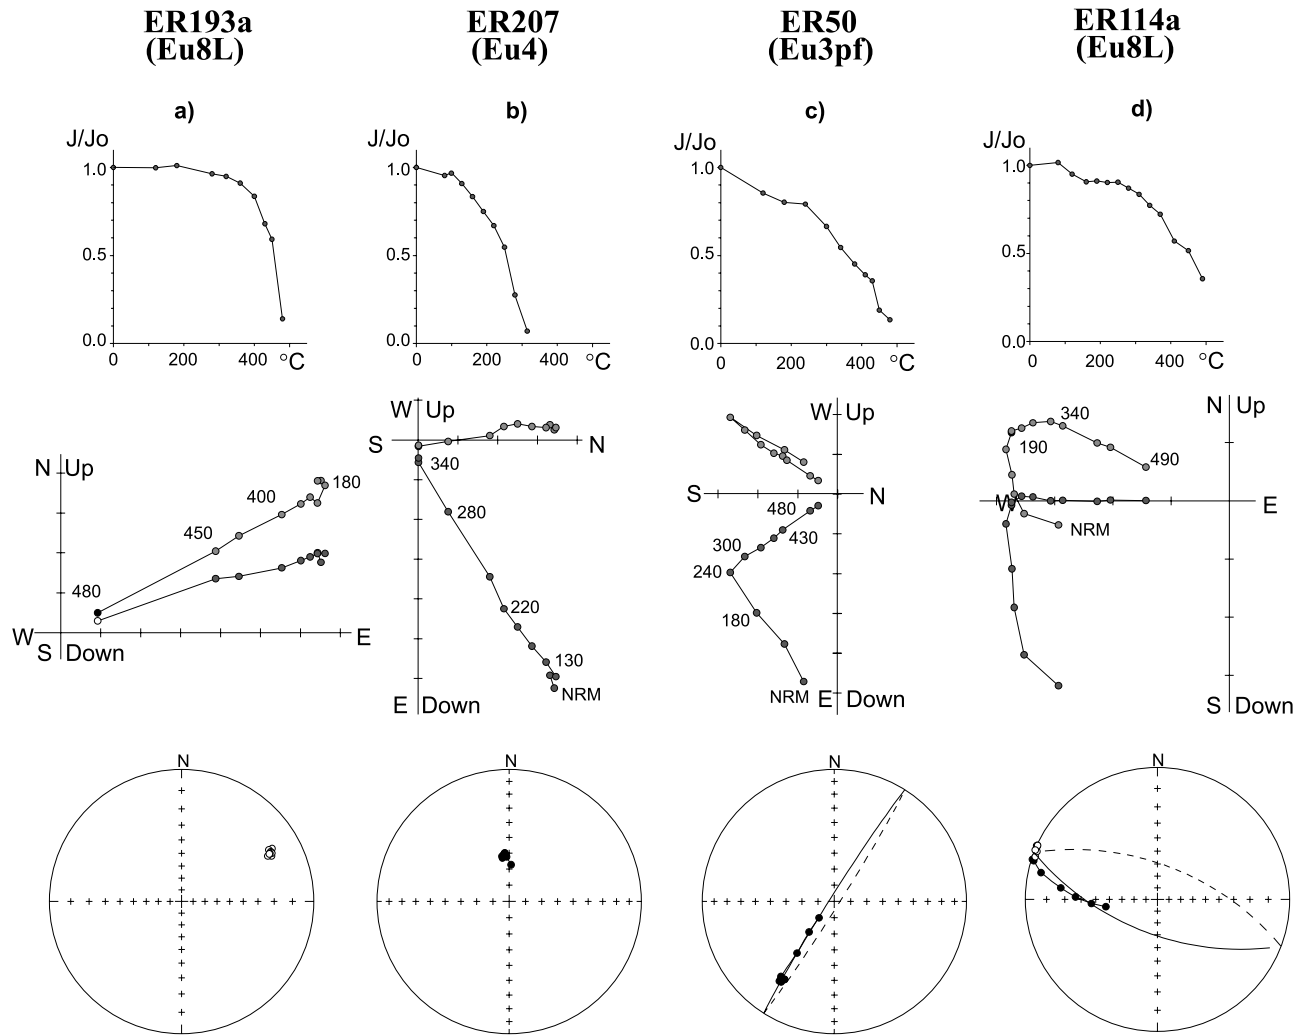 ER193a
(Eu8L)
ER207
(Eu4)
ER50
(Eu3pf)
ER114a
(Eu8L)
a)
b)
c)
d)
J/Jo
1.0
0.5
0.0
0
200
400
°C
J/Jo
1.0
0.5
0.0
0
200
400
°C
J/Jo
1.0
0.5
0.0
0
200
400
°C
J/Jo
1.0
0.5
0.0
0
200
400
°C
N Up
180
400
450
480
W
E
S Down
W Up
S
N
340
280
220
130
NRM
E Down
W Up
S
N
480
430
300
240
180
NRM
E Down
N Up
340
190
490
W
E
NRM
S Down
N
N
N
N